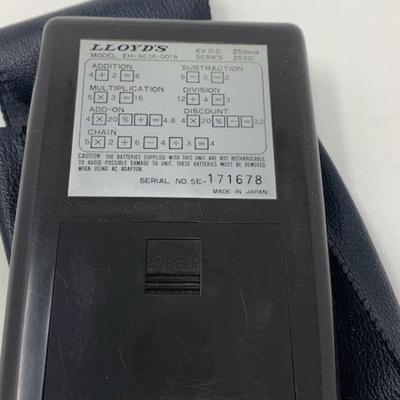 LLOYD'S 6V D.C. 250mW
MODEL EH-9036-001B SERIES 255D
ADDITION SUBTRACTION
4 + 2 = 6 5 - 3 = 2
MULTIPLICATION DIVISION
5 × 3 = 15 12 ÷ 4 = 3
ADD-ON DISCOUNT
4 × 20 % + = 4.8 4 × 20 % - = 3.2
CHAIN
5 × 2 + 6 - 4 ÷ 3 = 4
CAUTION: THE BATTERIES SUPPLIED WITH THIS UNIT ARE NOT RECHARGEABLE.
TO AVOID POSSIBLE DAMAGE TO UNIT, THESE BATTERIES MUST BE REMOVED
WHEN USING AC ADAPTOR.
SERIAL NO. 5E-171678
MADE IN JAPAN
OPEN